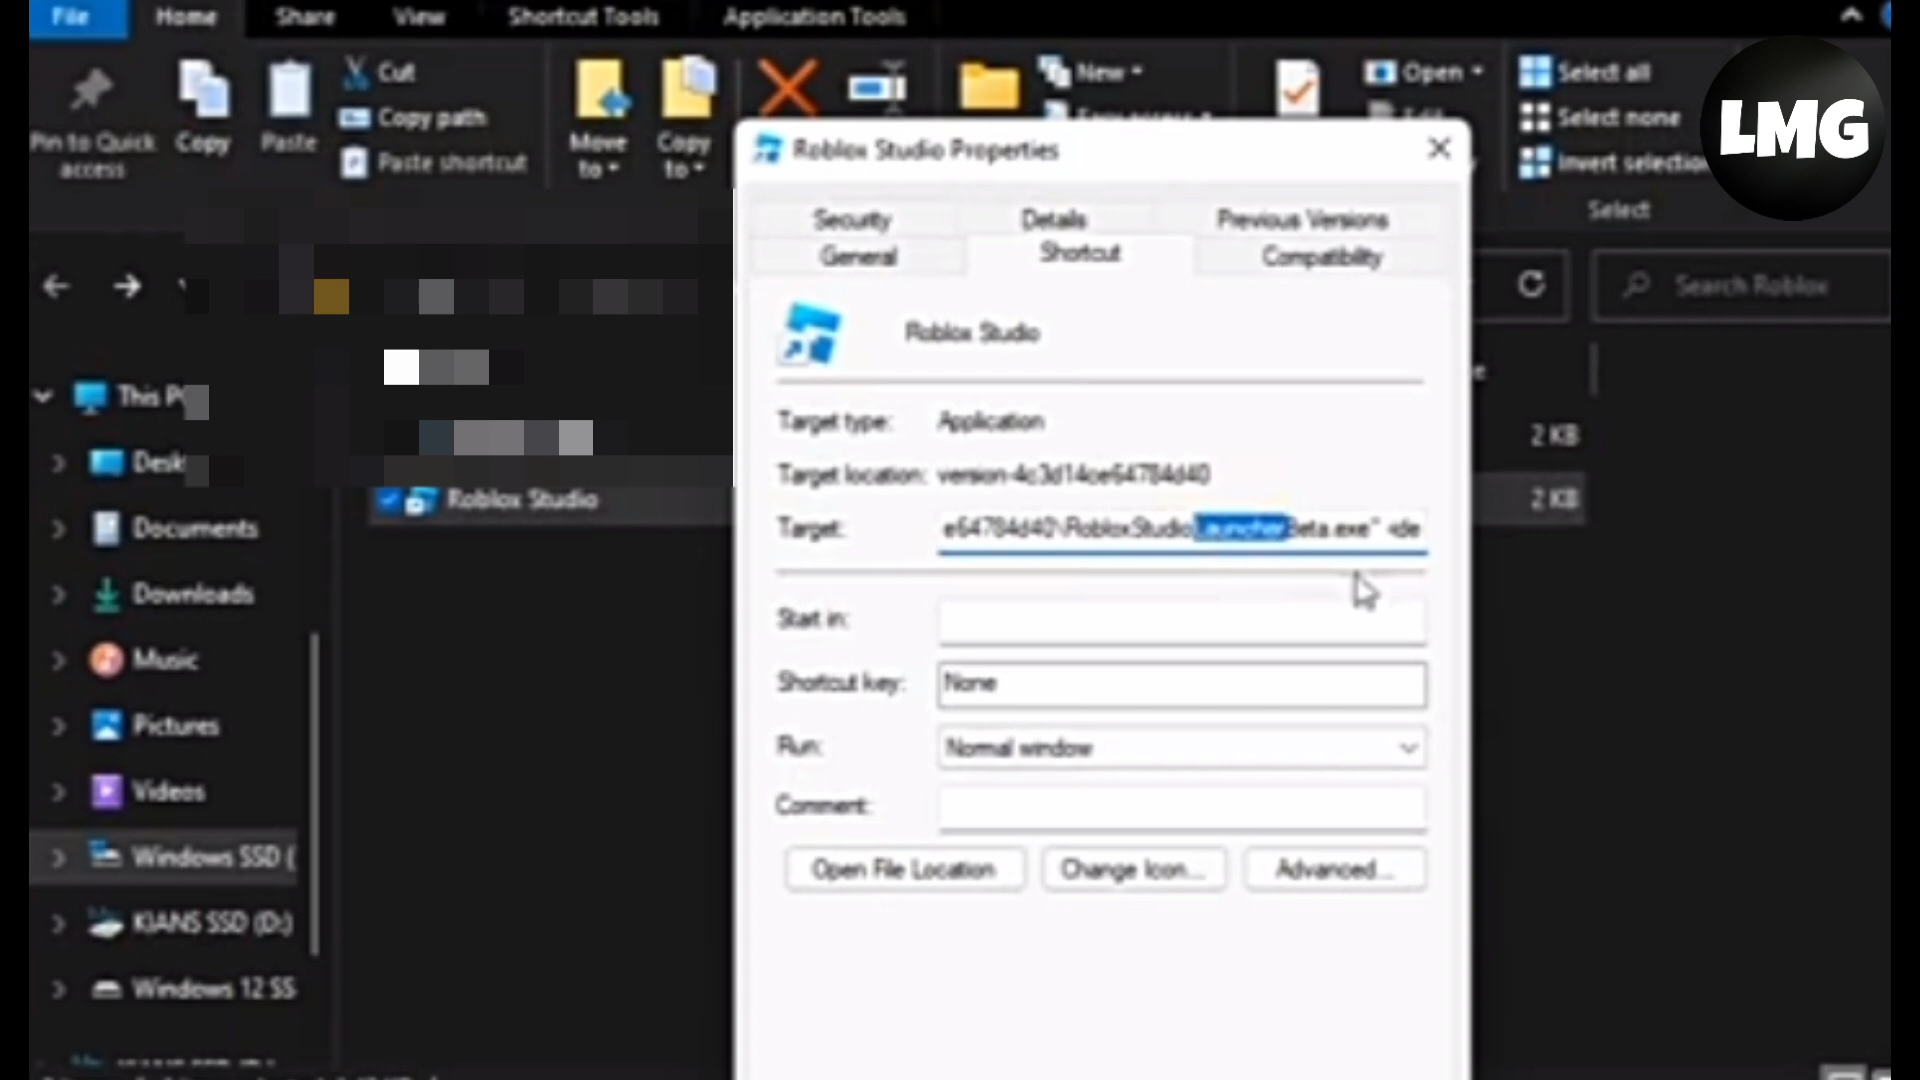 File Home Share View Shortcut Tools Application Tools
Pin to Quick access
Copy
Paste
Cut
Copy path
Paste shortcut
Move to
Copy to
New
Open
Select all
Select none
Invert selection
Select
LMG
Search Roblox
This
Documents
Downloads
Music
Pictures
Videos
Windows SSD (
KIANS SSD (D:)
Windows 12 SS
Roblox Studio
2 KB
2 KB
Roblox Studio Properties
Security Details Previous Versions
General Shortcut Compatibility
Roblox Studio
Target type: Application
Target location: version-4c3d14ce64784d40
Target: e64784d40\RobloxStudioLauncherBeta.exe" -de
Start in:
Shortcut key: None
Run: Normal window
Comment:
Open File Location Change Icon... Advanced...